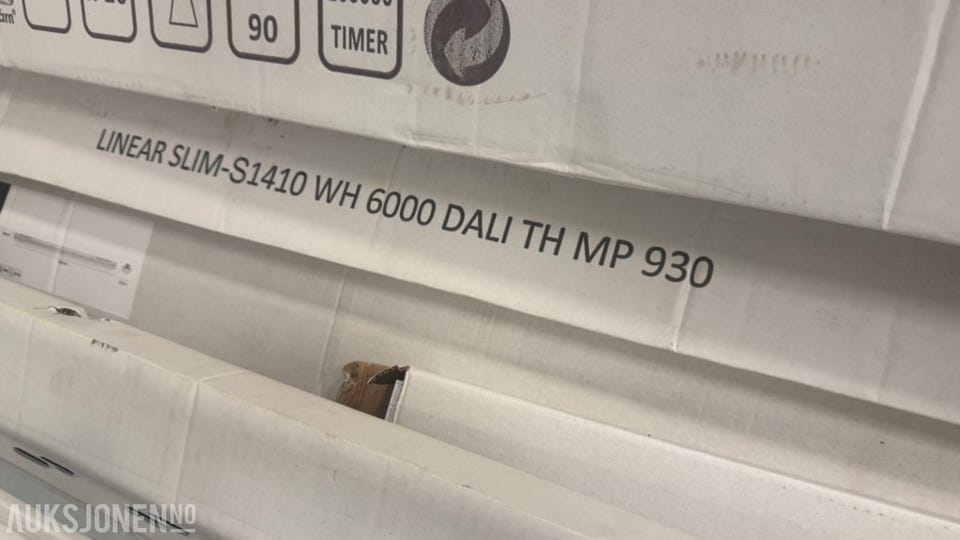 90
TIMER
LINEAR SLIM-S1410 WH 6000 DALI TH MP 930
AUKSJONEN.NO